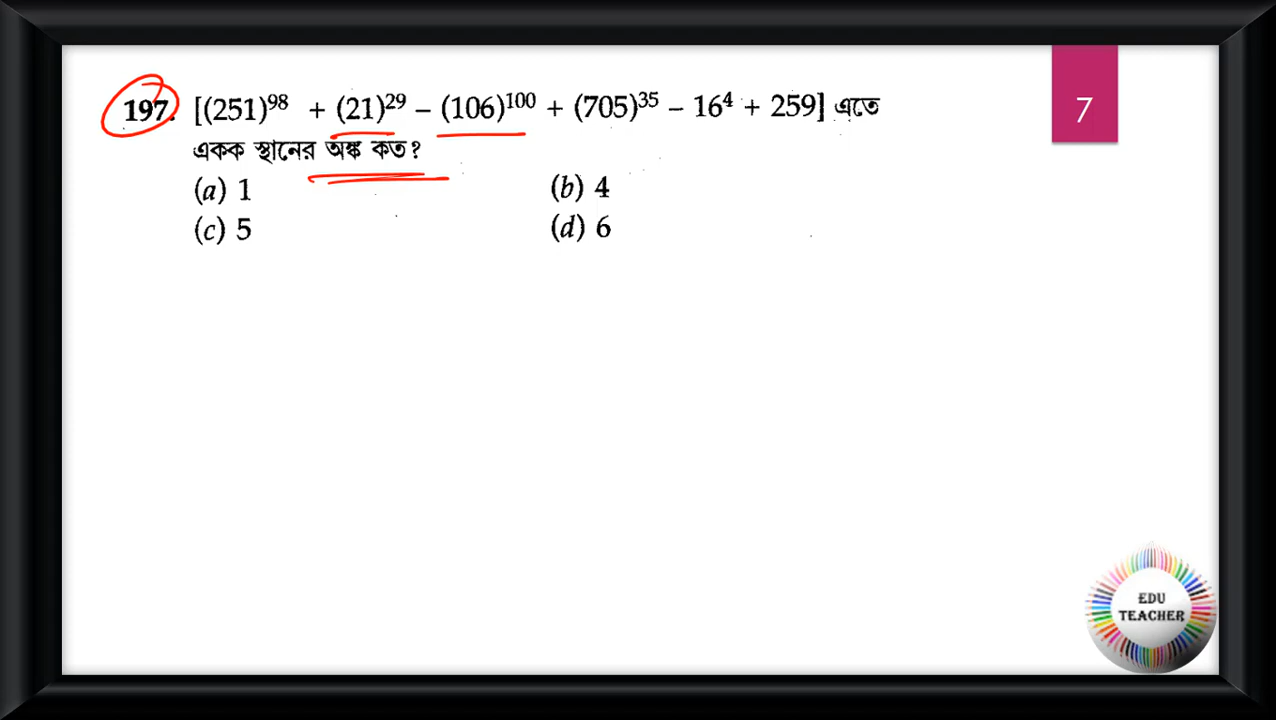 197. [(251)^98 + (21)^29 – (106)^100 + (705)^35 – 16^4 + 259] এতে
একক স্থানের অঙ্ক কত?
(a) 1 (b) 4
(c) 5 (d) 6
7
EDU
TEACHER